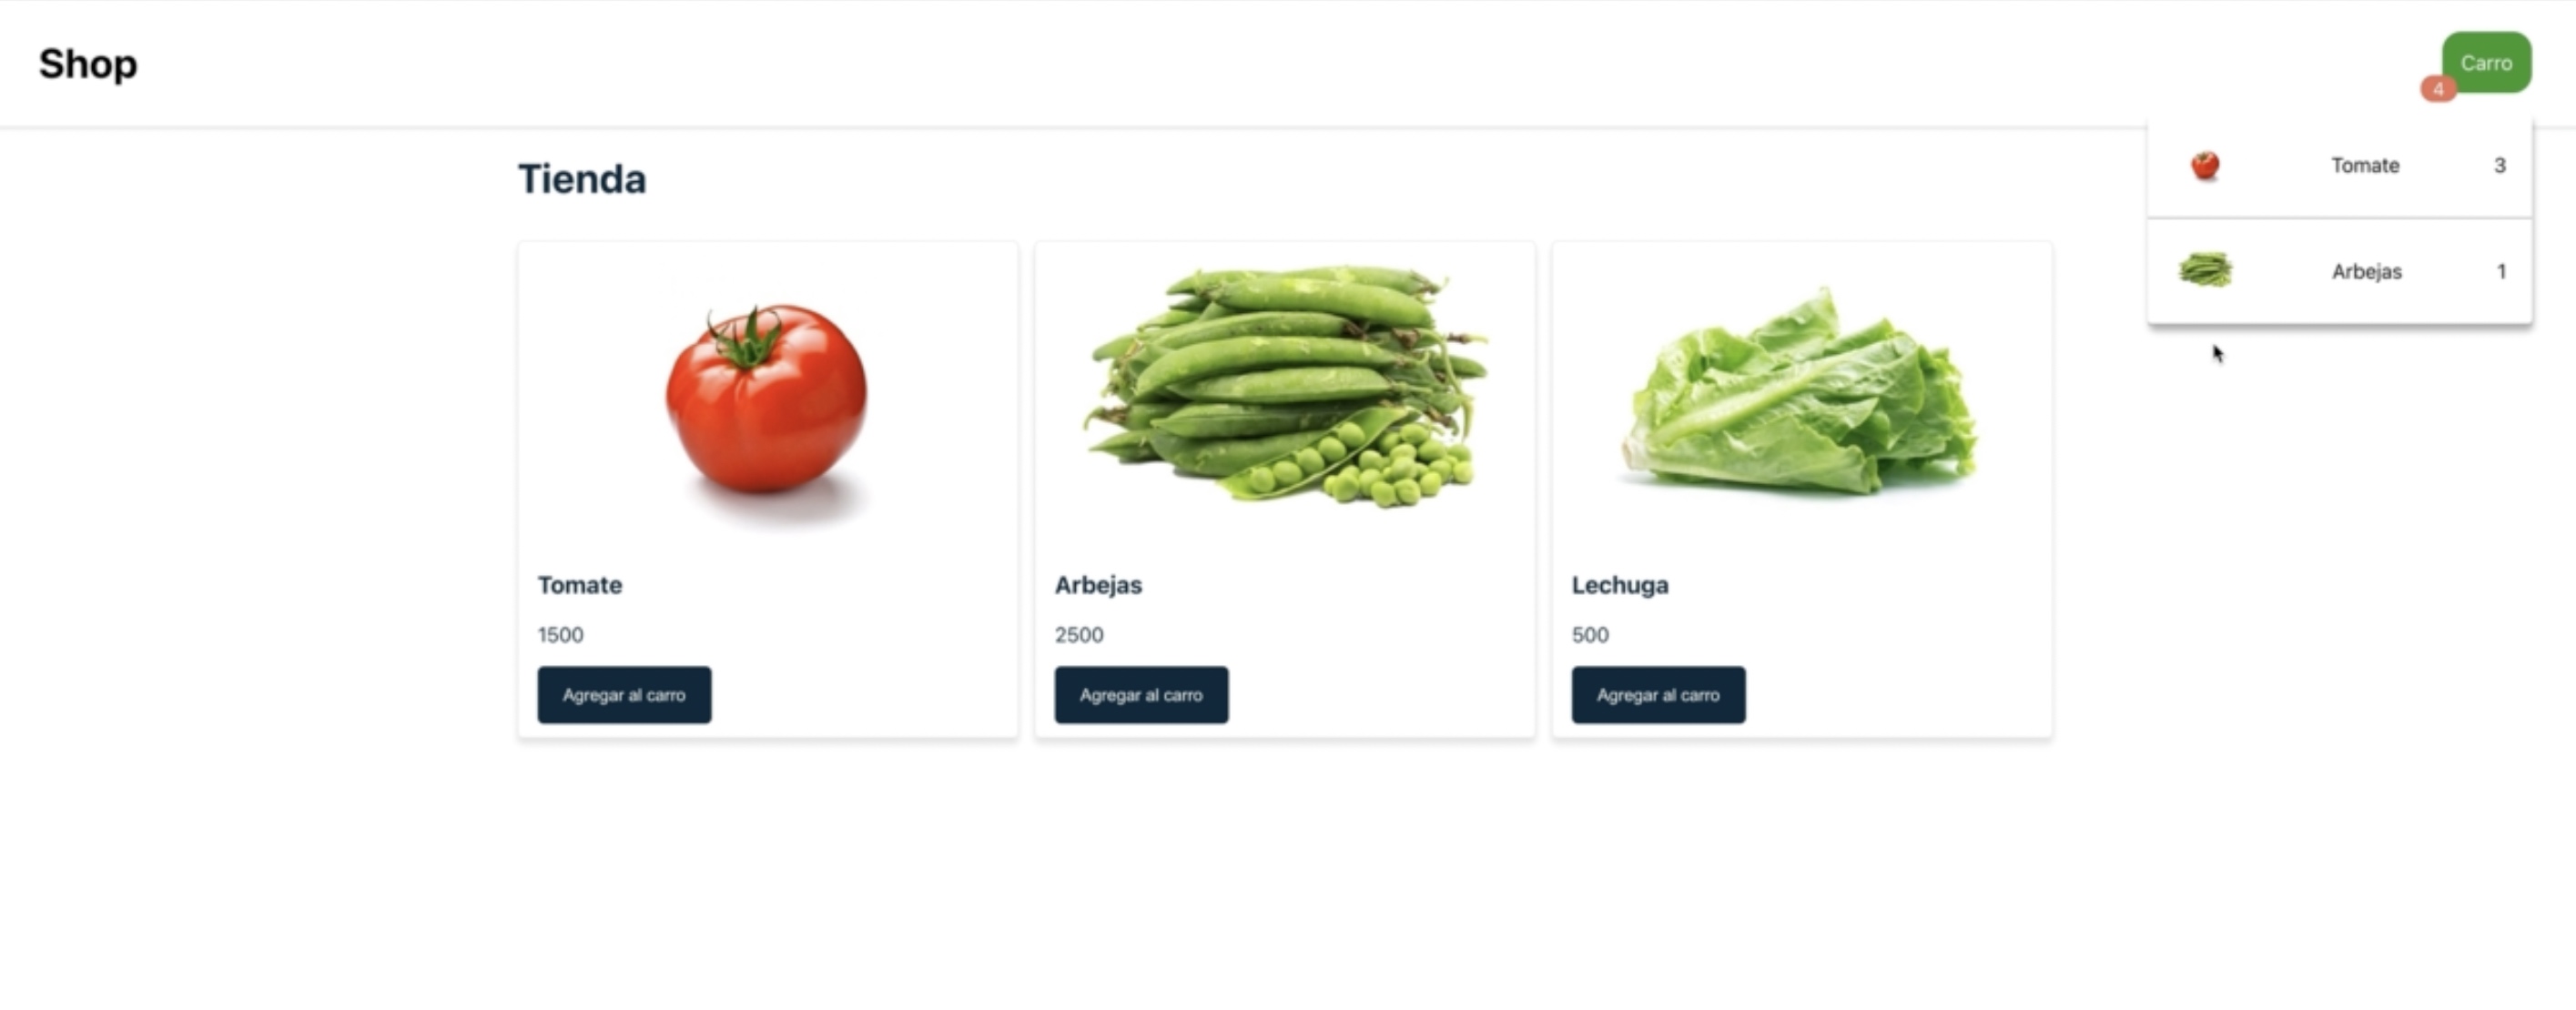 Shop
Carro
4
Tomate 3
Arbejas 1
Tienda
Tomate
1500
Agregar al carro
Arbejas
2500
Agregar al carro
Lechuga
500
Agregar al carro